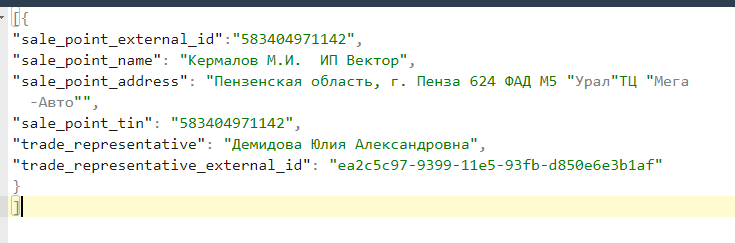 [{
"sale_point_external_id":"583404971142",
"sale_point_name": "Кермалов М.И.  ИП Вектор",
"sale_point_address": "Пензенская область, г. Пенза 624 ФАД М5 "Урал"ТЦ "Мега
-Авто"",
"sale_point_tin": "583404971142",
"trade_representative": "Демидова Юлия Александровна",
"trade_representative_external_id": "ea2c5c97-9399-11e5-93fb-d850e6e3b1af"
}
]